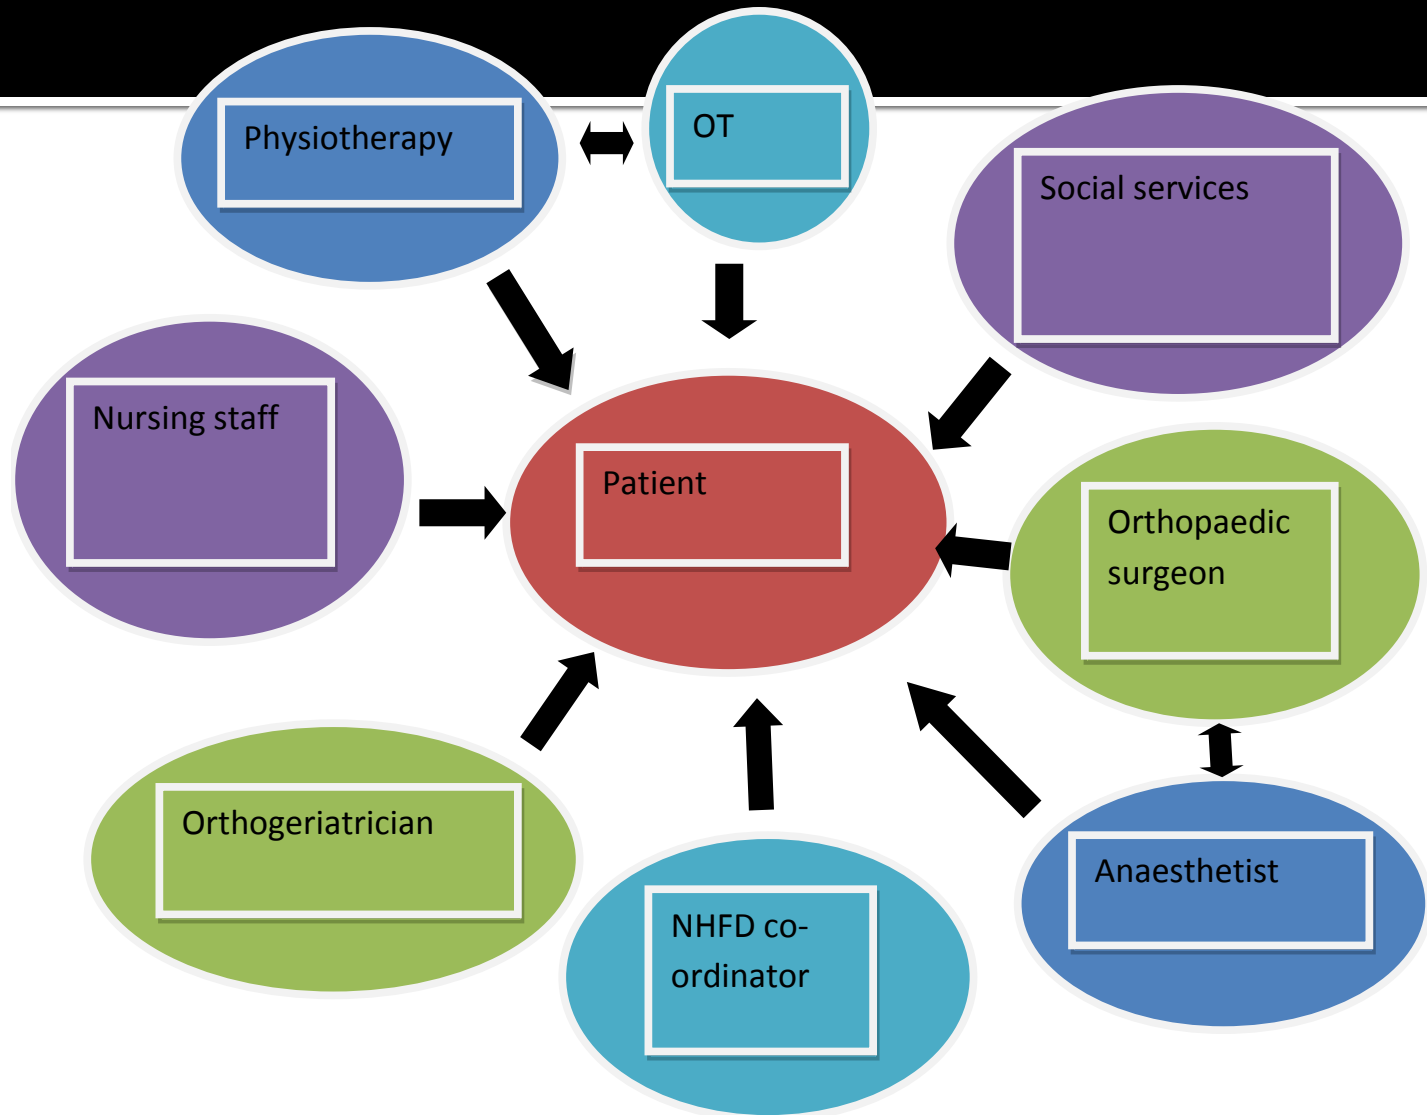 Physiotherapy
OT
Social services
Nursing staff
Patient
Orthopaedic
surgeon
Orthogeriatrician
Anaesthetist
NHFD co-
ordinator